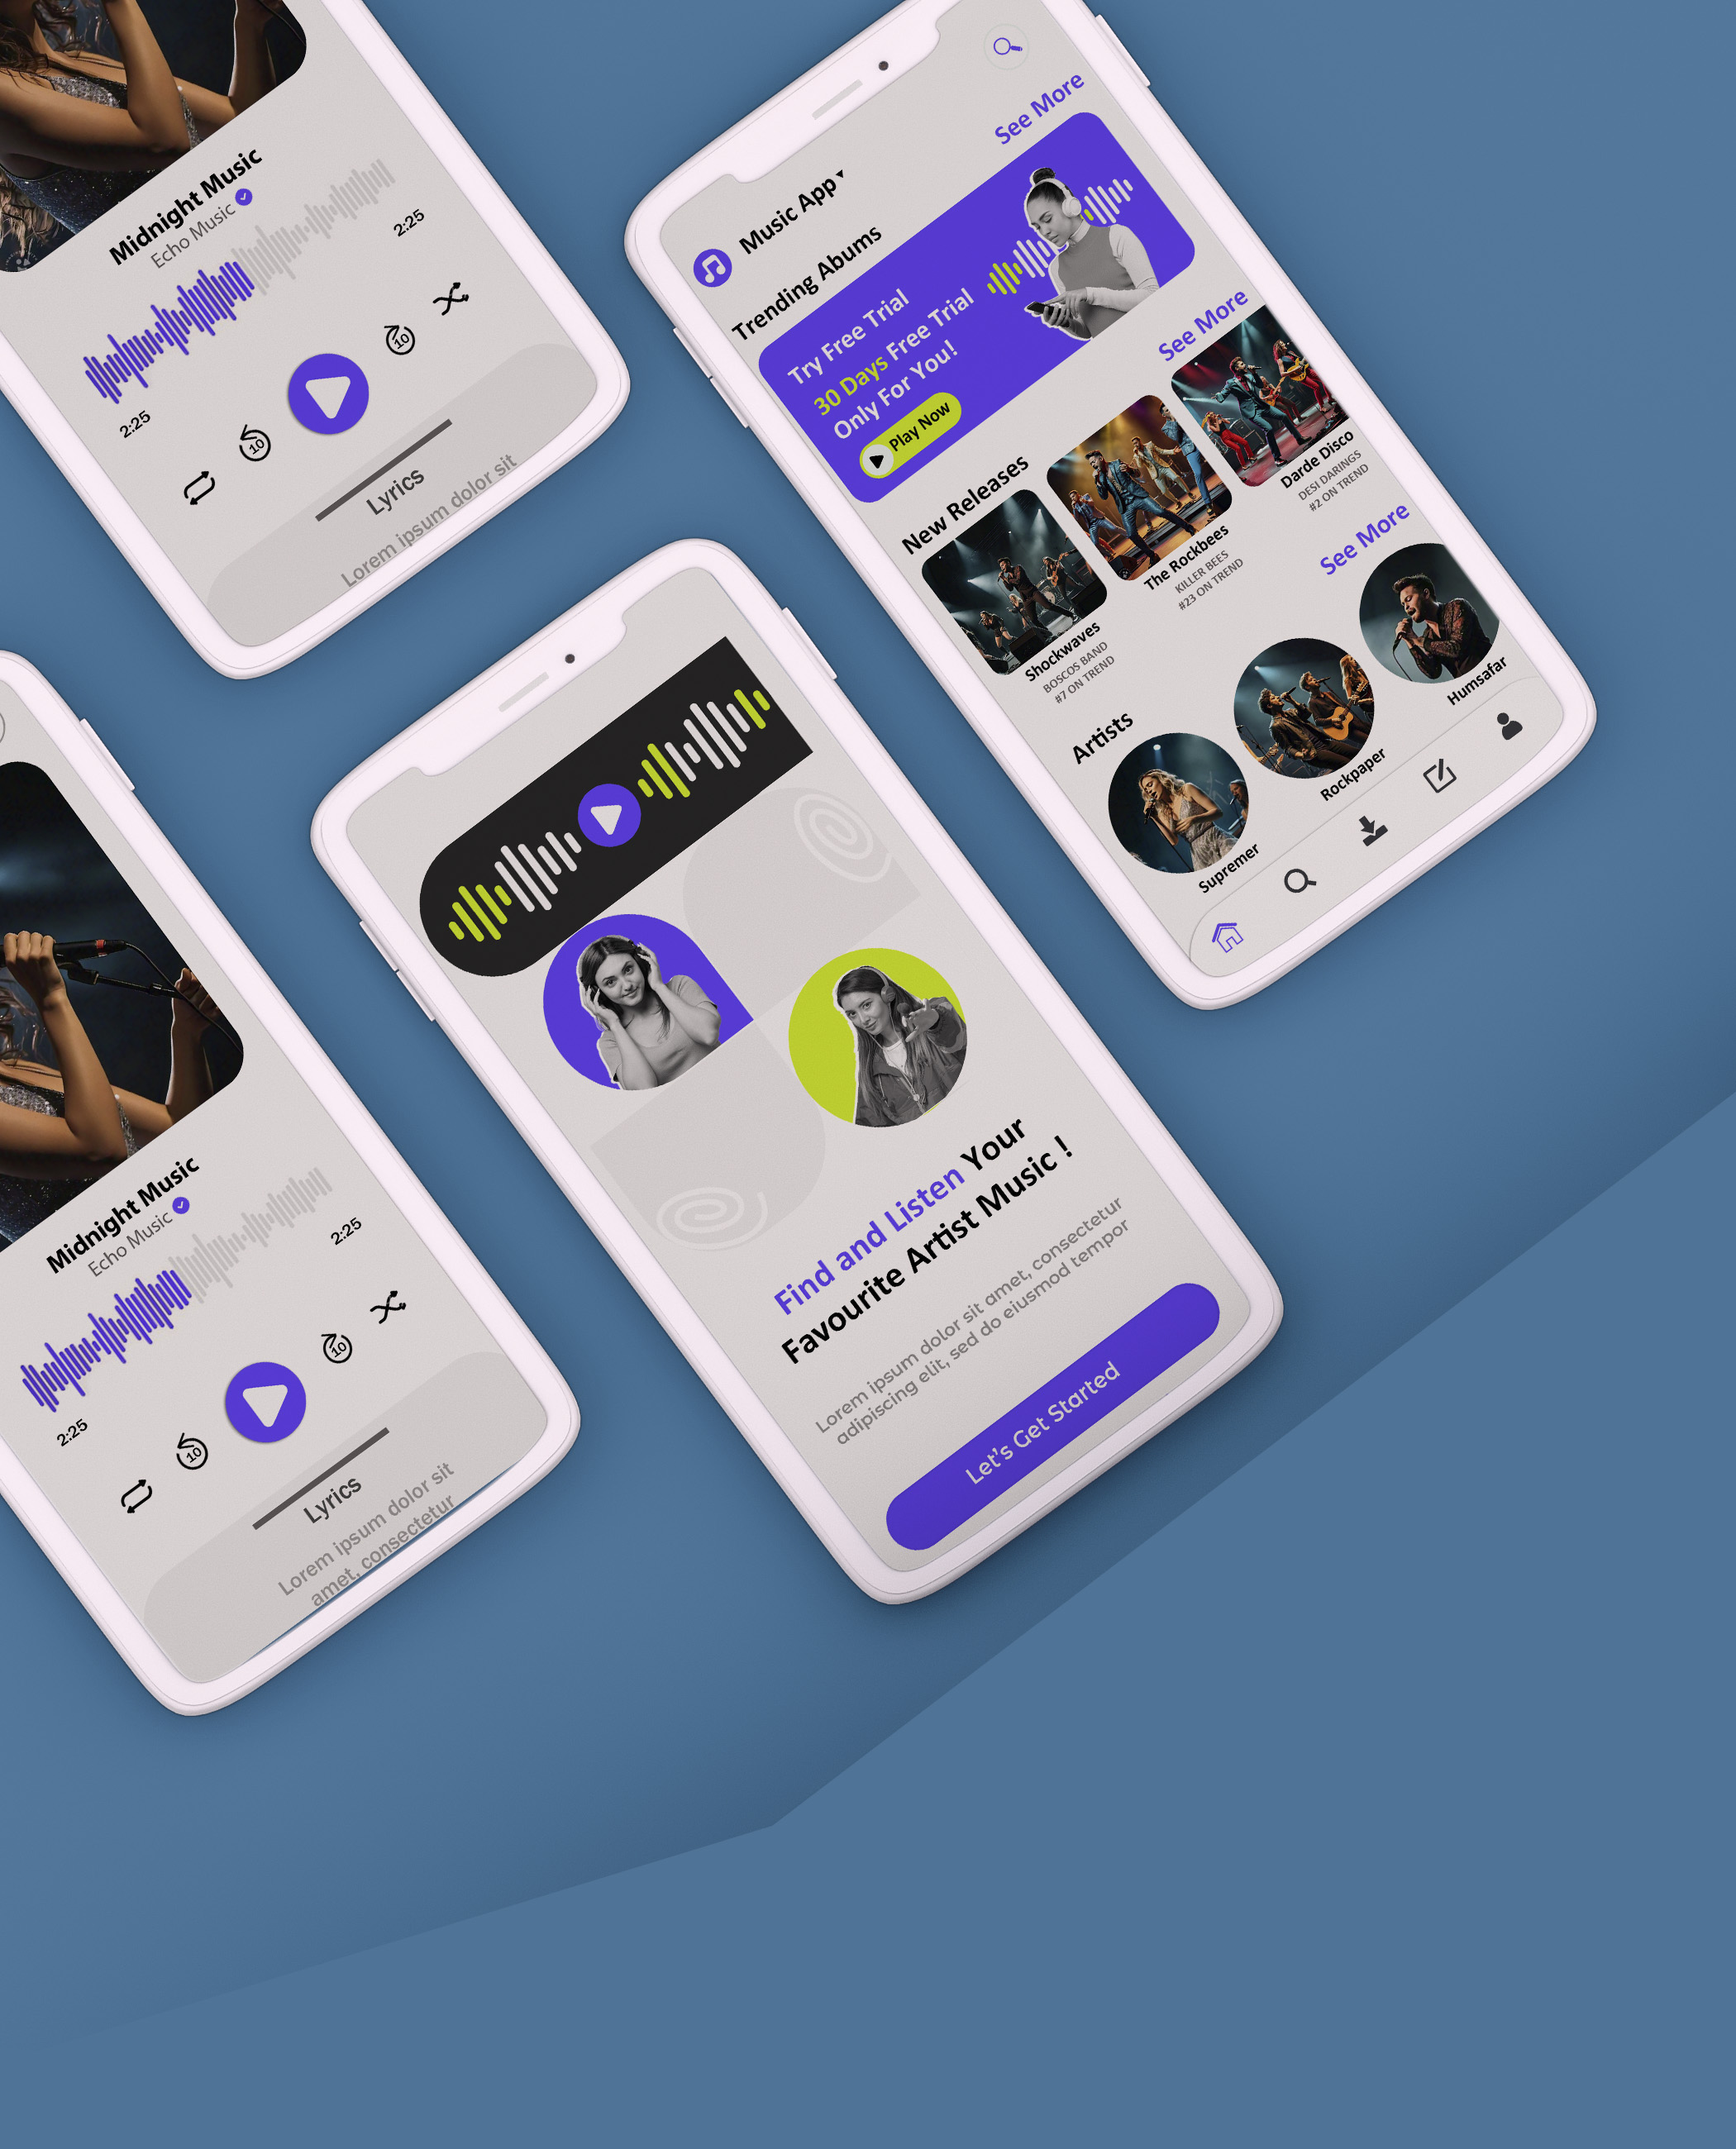 Midnight Music
Echo Music
2:25
2:25
10
10
Lyrics
Lorem ipsum dolor sit
Music App
Trending Abums
See More
Try Free Trial
30 Days Free Trial
Only For You!
Play Now
New Releases
See More
Shockwaves
BOSCOS BAND
#7 ON TREND
The Rockbees
KILLER BEES
#23 ON TREND
Darde Disco
DESI DARINGS
#2 ON TREND
Artists
See More
Supremer
Rockpaper
Humsafar
Midnight Music
Echo Music
2:25
2:25
10
10
Lyrics
Lorem ipsum dolor sit
amet, consectetur
Find and Listen Your
Favourite Artist Music !
Lorem ipsum dolor sit amet, consectetur
adipiscing elit, sed do eiusmod tempor
Let's Get Started